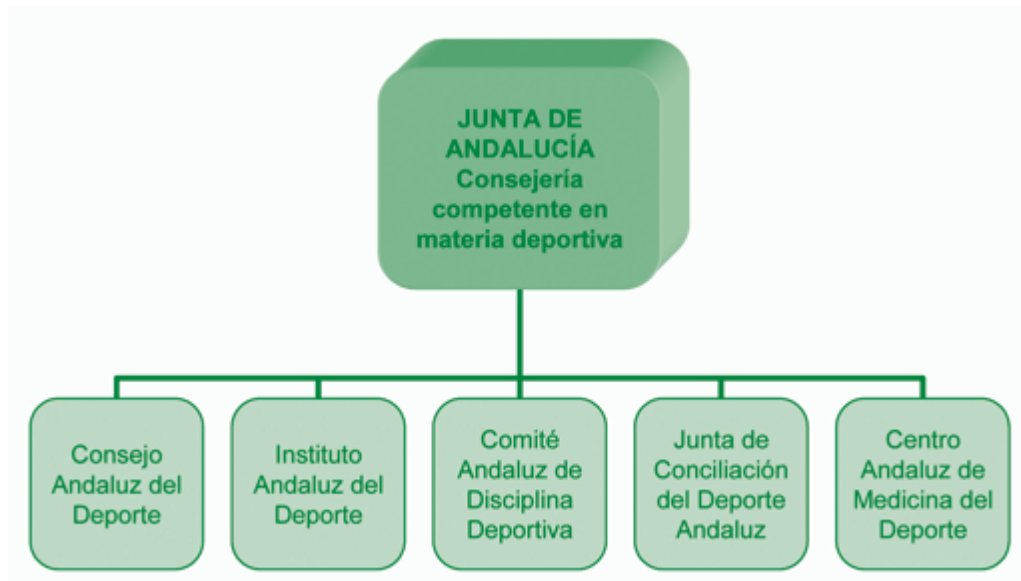 JUNTA DE
ANDALUCÍA
Consejería
competente en
materia deportiva
Consejo
Andaluz del
Deporte
Instituto
Andaluz del
Deporte
Comité
Andaluz de
Disciplina
Deportiva
Junta de
Conciliación
del Deporte
Andaluz
Centro
Andaluz de
Medicina del
Deporte